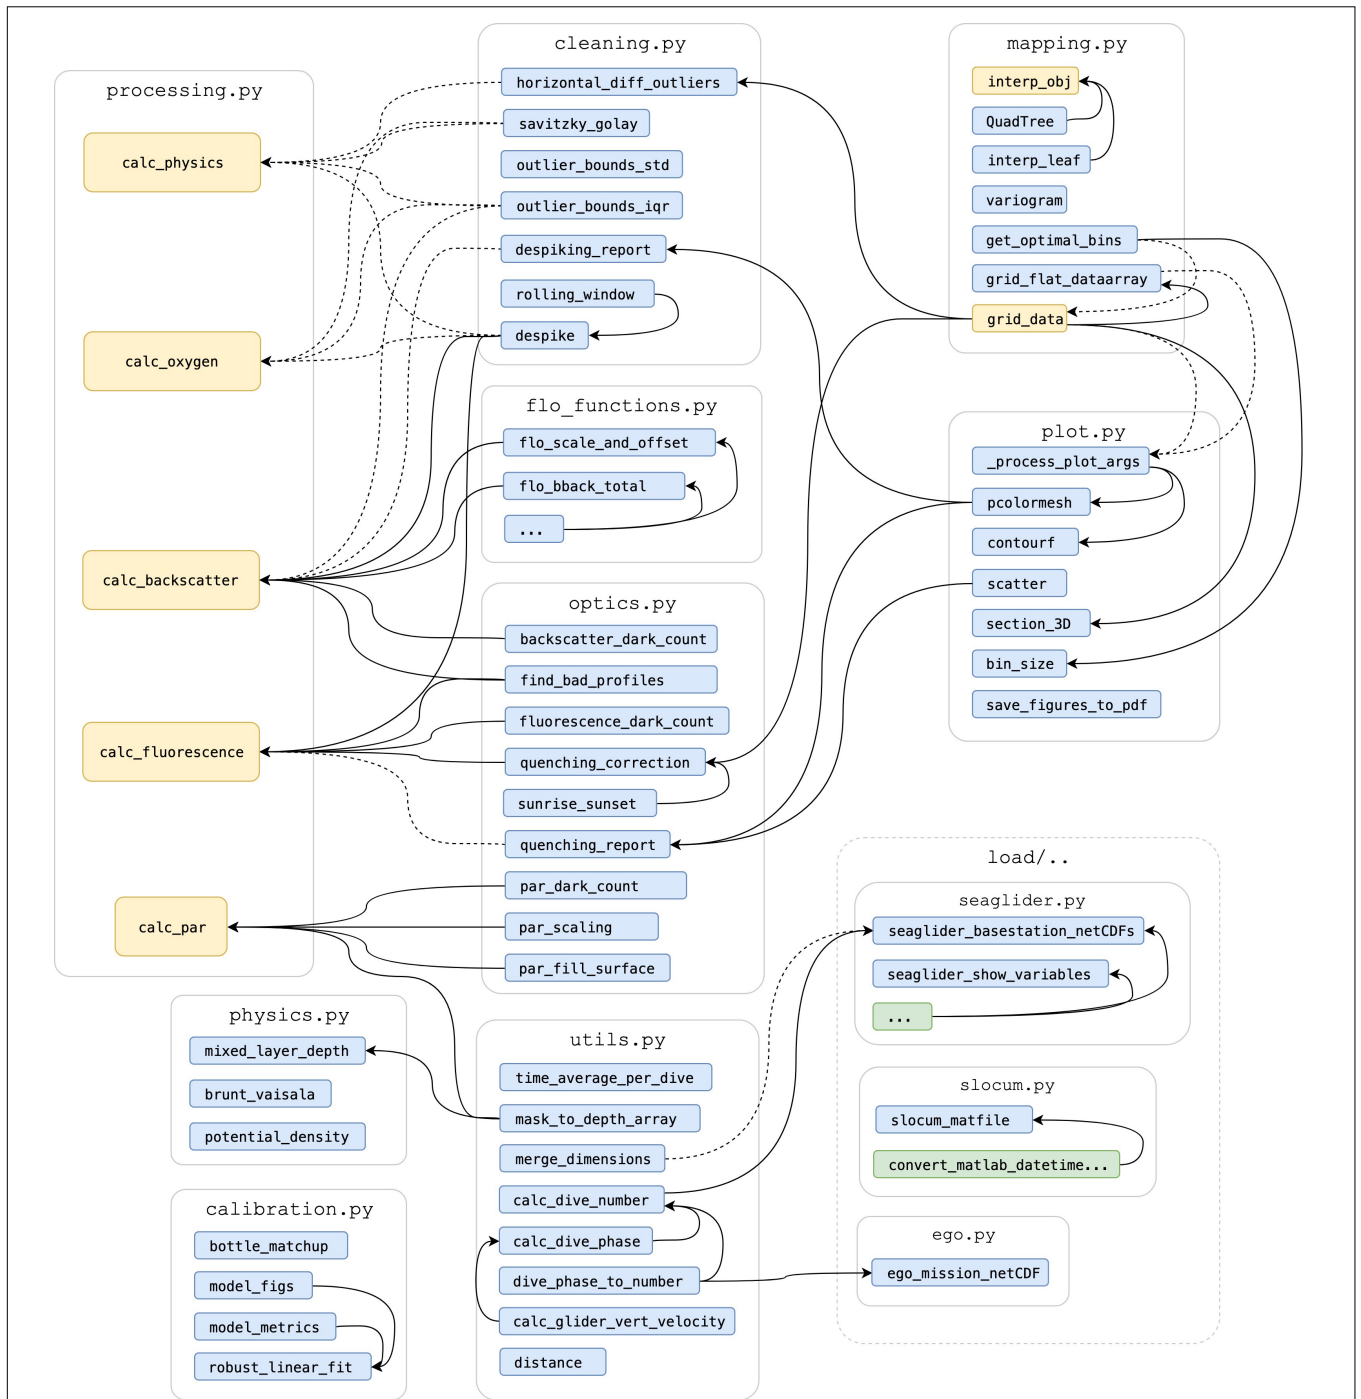 processing.py
calc_physics
calc_oxygen
calc_backscatter
calc_fluorescence
calc_par
cleaning.py
horizontal_diff_outliers
savitzky_golay
outlier_bounds_std
outlier_bounds_iqr
despiking_report
rolling_window
despike
flo_functions.py
flo_scale_and_offset
flo_bback_total
...
optics.py
backscatter_dark_count
find_bad_profiles
fluorescence_dark_count
quenching_correction
sunrise_sunset
quenching_report
par_dark_count
par_scaling
par_fill_surface
mapping.py
interp_obj
QuadTree
interp_leaf
variogram
get_optimal_bins
grid_flat_dataarray
grid_data
plot.py
_process_plot_args
pcolormesh
contourf
scatter
section_3D
bin_size
save_figures_to_pdf
physics.py
mixed_layer_depth
brunt_vaisala
potential_density
calibration.py
bottle_matchup
model_figs
model_metrics
robust_linear_fit
utils.py
time_average_per_dive
mask_to_depth_array
merge_dimensions
calc_dive_number
calc_dive_phase
dive_phase_to_number
calc_glider_vert_velocity
distance
load/..
seaglider.py
seaglider_basestation_netCDFs
seaglider_show_variables
...
slocum.py
slocum_matfile
convert_matlab_datetime...
ego.py
ego_mission_netCDF